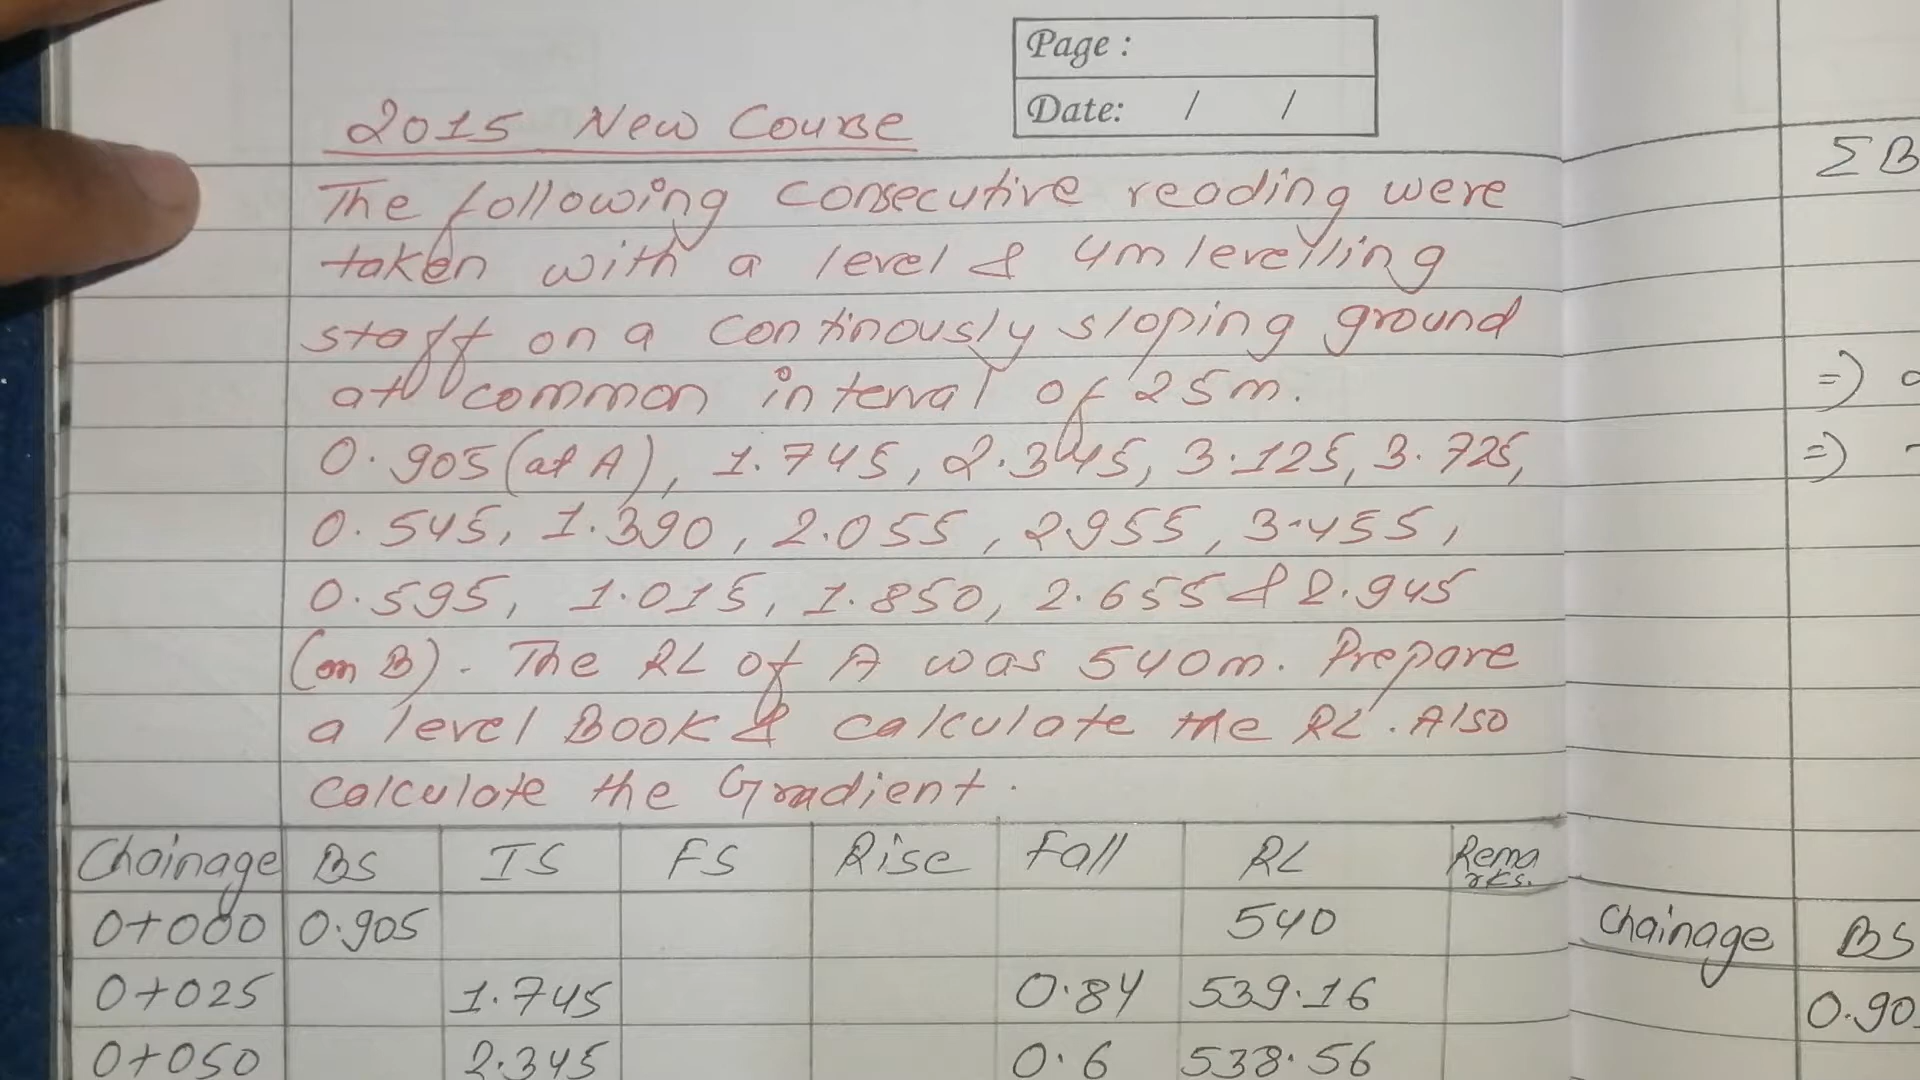 Page :
Date: / /
2015 New Course
The following consecutive reading were
taken with a level & 4m levelling
staff on a continously sloping ground
at common interval of 25m.
0.905 (at A), 1.745, 2.345, 3.125, 3.725,
0.545, 1.390, 2.055, 2.955, 3.455,
0.595, 1.015, 1.850, 2.655 & 2.945
(on B). The RL of A was 540m. Prepare
a level Book & calculate the RL. Also
calculate the Gradient.
Chainage BS IS FS Rise Fall RL Remarks.
0+000 0.905 540
0+025 1.745 0.84 539.16
0+050 2.345 0.6 538.56
ΣB
=)
=)
Chainage BS
0.90